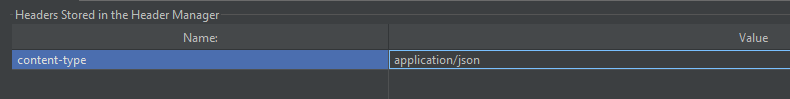 Headers Stored in the Header Manager
Name: Value
content-type application/json